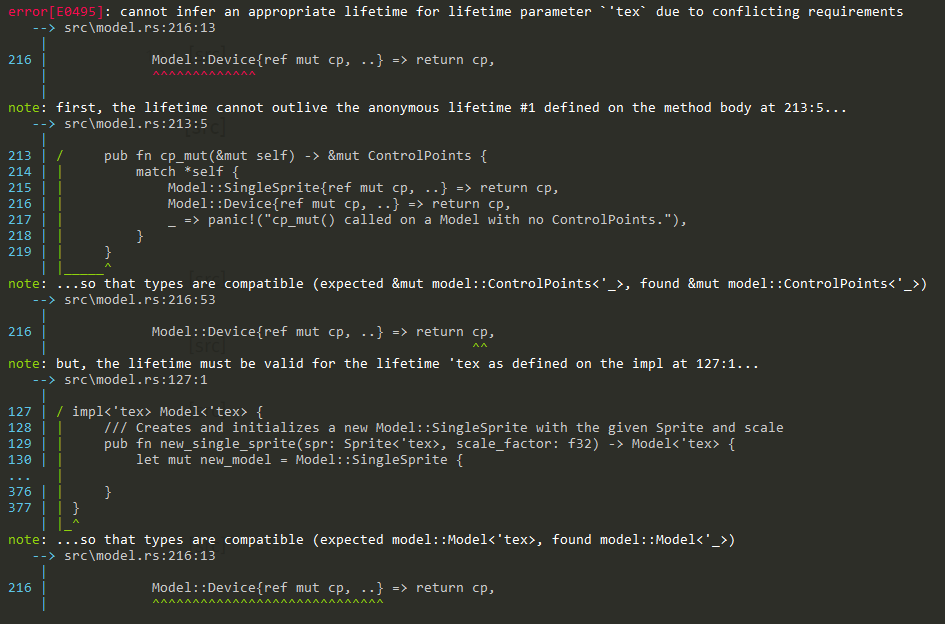 error[E0495]: cannot infer an appropriate lifetime for lifetime parameter `'tex` due to conflicting requirements
   --> src\model.rs:216:13
    |
216 |             Model::Device{ref mut cp, ..} => return cp,
    |             ^^^^^^^^^^^^^
    |
note: first, the lifetime cannot outlive the anonymous lifetime #1 defined on the method body at 213:5...
   --> src\model.rs:213:5
    |
213 | /     pub fn cp_mut(&mut self) -> &mut ControlPoints {
214 | |         match *self {
215 | |             Model::SingleSprite{ref mut cp, ..} => return cp,
216 | |             Model::Device{ref mut cp, ..} => return cp,
217 | |             _ => panic!("cp_mut() called on a Model with no ControlPoints."),
218 | |         }
219 | |     }
    | |_____^
note: ...so that types are compatible (expected &mut model::ControlPoints<'_>, found &mut model::ControlPoints<'_>)
   --> src\model.rs:216:53
    |
216 |             Model::Device{ref mut cp, ..} => return cp,
    |                                                     ^^
note: but, the lifetime must be valid for the lifetime 'tex as defined on the impl at 127:1...
   --> src\model.rs:127:1
    |
127 | / impl<'tex> Model<'tex> {
128 | |     /// Creates and initializes a new Model::SingleSprite with the given Sprite and scale
129 | |     pub fn new_single_sprite(spr: Sprite<'tex>, scale_factor: f32) -> Model<'tex> {
130 | |         let mut new_model = Model::SingleSprite {
...   |
376 | |     }
377 | | }
    | |_^
note: ...so that types are compatible (expected model::Model<'tex>, found model::Model<'_>)
   --> src\model.rs:216:13
    |
216 |             Model::Device{ref mut cp, ..} => return cp,
    |             ^^^^^^^^^^^^^^^^^^^^^^^^^^^^^